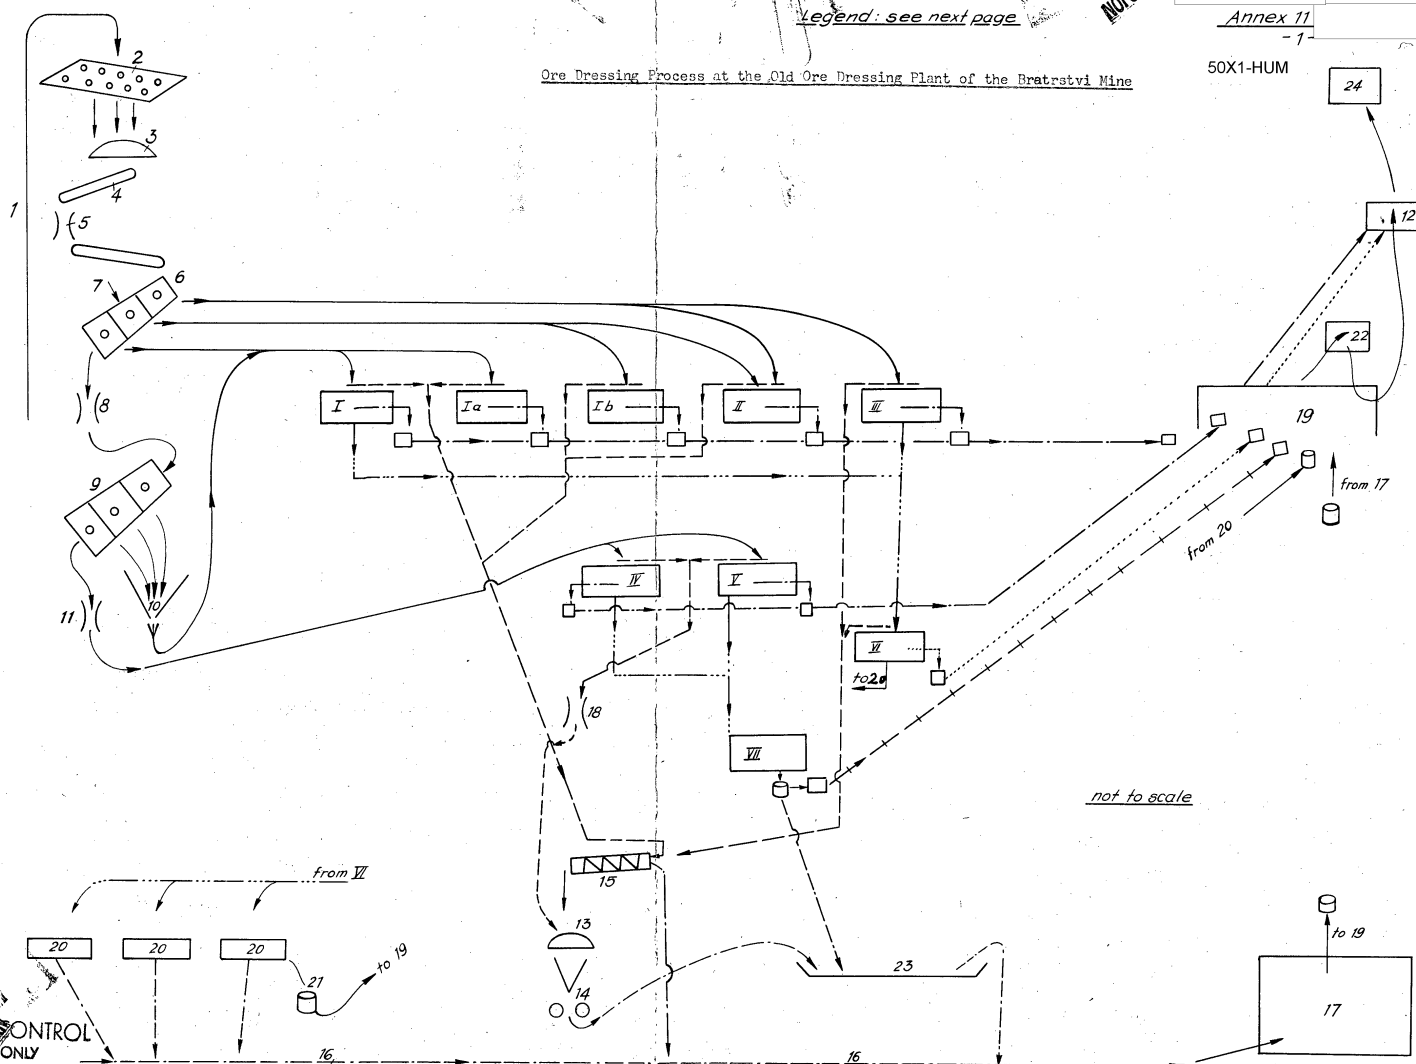 Legend: see next page
Annex 11
- 1 -
50X1-HUM
Ore Dressing Process at the Old Ore Dressing Plant of the Bratrstvi Mine
2
24
3
4
1
5
12
6
7
22
8
I
Ia
Ib
II
III
19
9
from 17
from 20
10
11
IV
V
VI
to 20
18
VII
not to scale
15
from VI
13
20
20
20
to 19
23
21
14
to 19
17
CONTROL
ONLY
16
16